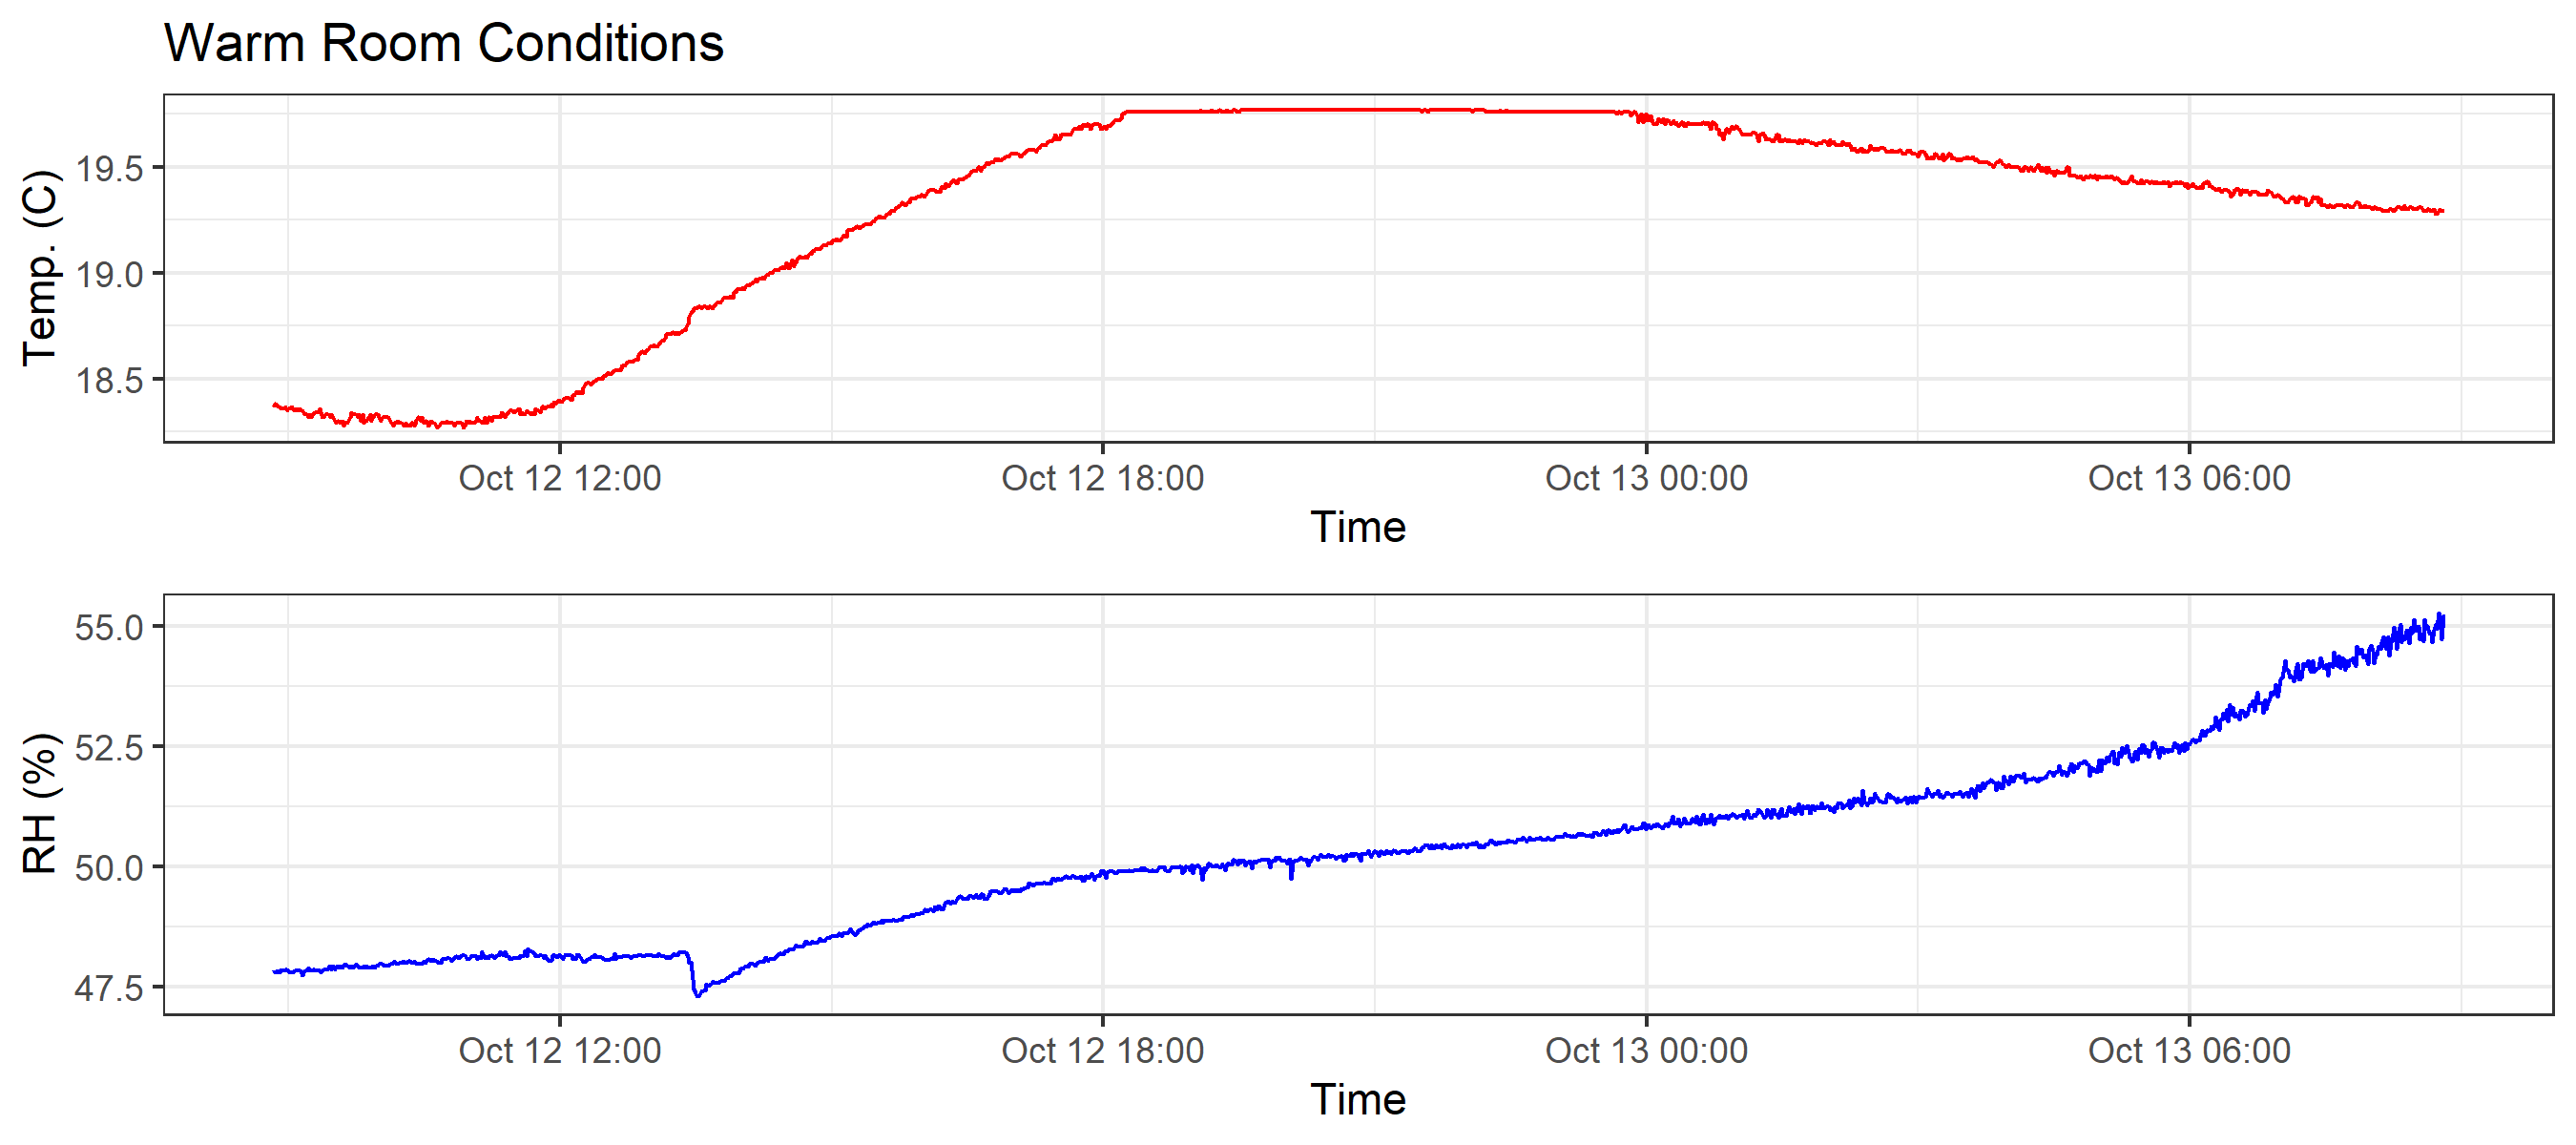 Warm Room Conditions
Temp. (C)
19.5
19.0
18.5
Oct 12 12:00 Oct 12 18:00 Oct 13 00:00 Oct 13 06:00
Time
RH (%)
55.0
52.5
50.0
47.5
Oct 12 12:00 Oct 12 18:00 Oct 13 00:00 Oct 13 06:00
Time